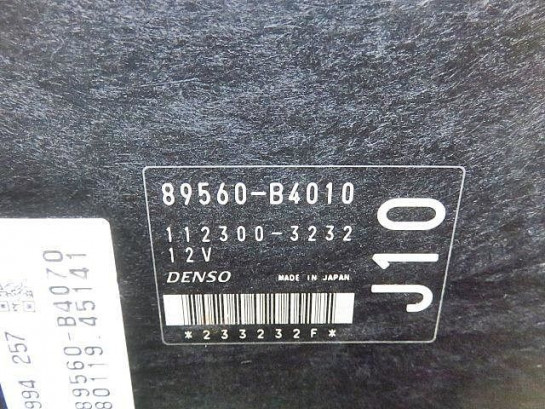 89560-B4010
112300-3232
12V
DENSO MADE IN JAPAN
*233232F*
J10
89560-B4070
80119.45141
994 257